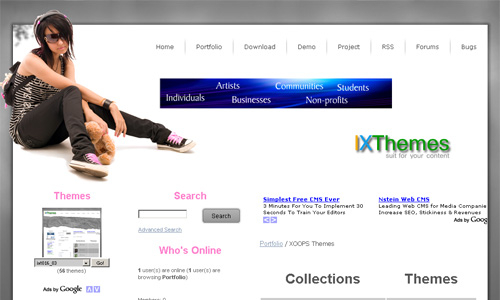 Home Portfolio Download Demo Project RSS Forums Bugs
Individuals Artists Businesses Communities Non-profits Students
IXThemes
suit for your content
Themes
ix0016_03 Go!
(56 themes)
Ads by Google
Search
Search
Advanced Search
Who's Online
1 user(s) are online (1 user(s) are
browsing Portfolio)
Members: 0
Simplest Free CMS Ever
3 Minutes For You To Implement 30
Seconds To Train Your Editors
Nstein Web CMS
Leading Web CMS for Media Companie
Increase SEO, Stickiness & Revenues
Ads by Goo
Portfolio / XOOPS Themes
Collections
Themes